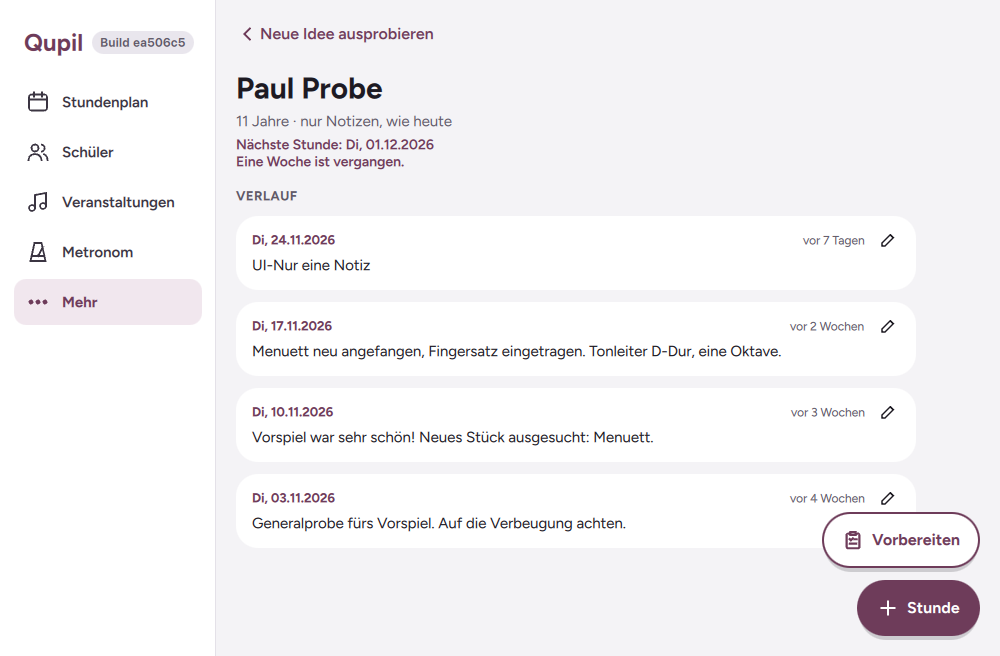 Qupil
Build ea506c5
Stundenplan
Schüler
Veranstaltungen
Metronom
Mehr
Neue Idee ausprobieren
Paul Probe
11 Jahre · nur Notizen, wie heute
Nächste Stunde: Di, 01.12.2026
Eine Woche ist vergangen.
VERLAUF
Di, 24.11.2026
vor 7 Tagen
UI-Nur eine Notiz
Di, 17.11.2026
vor 2 Wochen
Menuett neu angefangen, Fingersatz eingetragen. Tonleiter D-Dur, eine Oktave.
Di, 10.11.2026
vor 3 Wochen
Vorspiel war sehr schön! Neues Stück ausgesucht: Menuett.
Di, 03.11.2026
vor 4 Wochen
Generalprobe fürs Vorspiel. Auf die Verbeugung achten.
Vorbereiten
Stunde